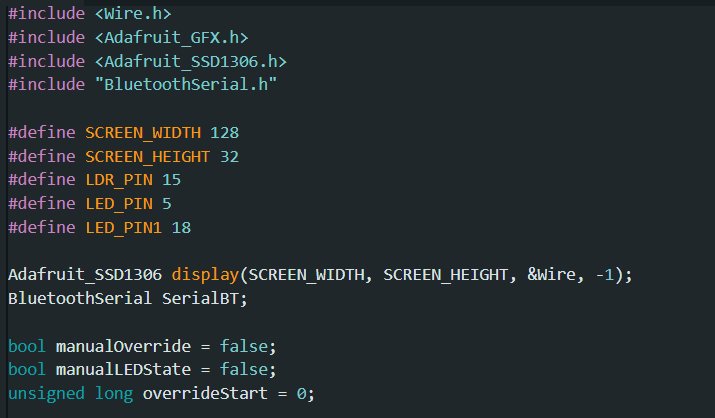 #include <Wire.h>
#include <Adafruit_GFX.h>
#include <Adafruit_SSD1306.h>
#include "BluetoothSerial.h"
#define SCREEN_WIDTH 128
#define SCREEN_HEIGHT 32
#define LDR_PIN 15
#define LED_PIN 5
#define LED_PIN1 18
Adafruit_SSD1306 display(SCREEN_WIDTH, SCREEN_HEIGHT, &Wire, -1);
BluetoothSerial SerialBT;
bool manualOverride = false;
bool manualLEDState = false;
unsigned long overrideStart = 0;